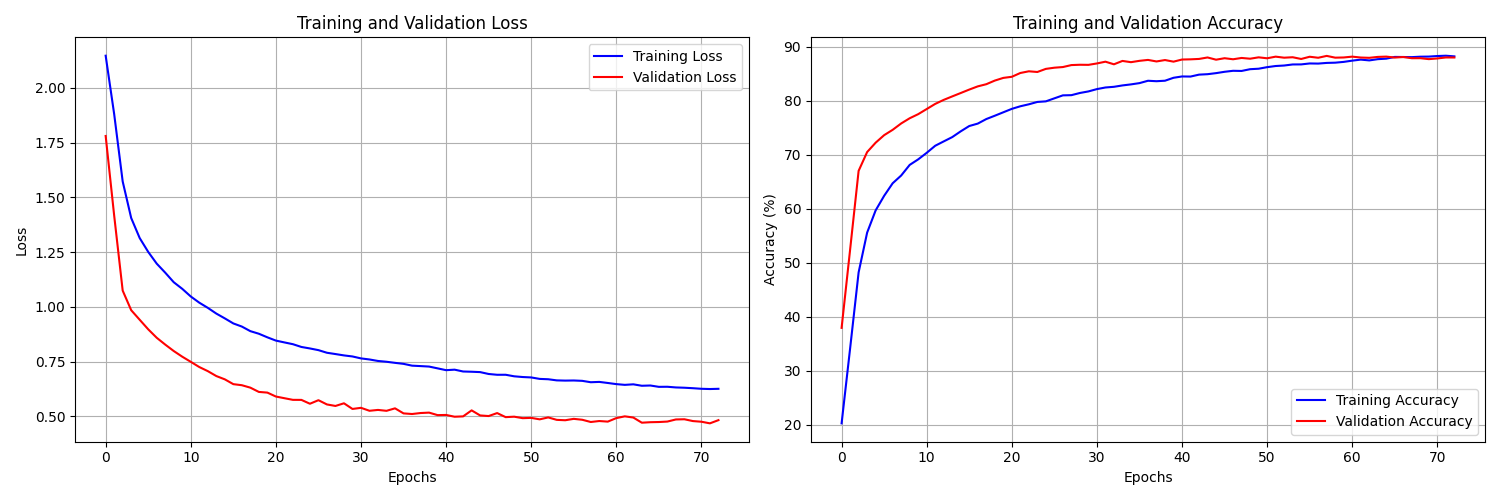 Training and Validation Loss
Training Loss
Validation Loss
2.00
1.75
1.50
1.25
1.00
0.75
0.50
Loss
0 10 20 30 40 50 60 70
Epochs
Training and Validation Accuracy
90
80
70
60
50
40
30
20
Accuracy (%)
Training Accuracy
Validation Accuracy
0 10 20 30 40 50 60 70
Epochs